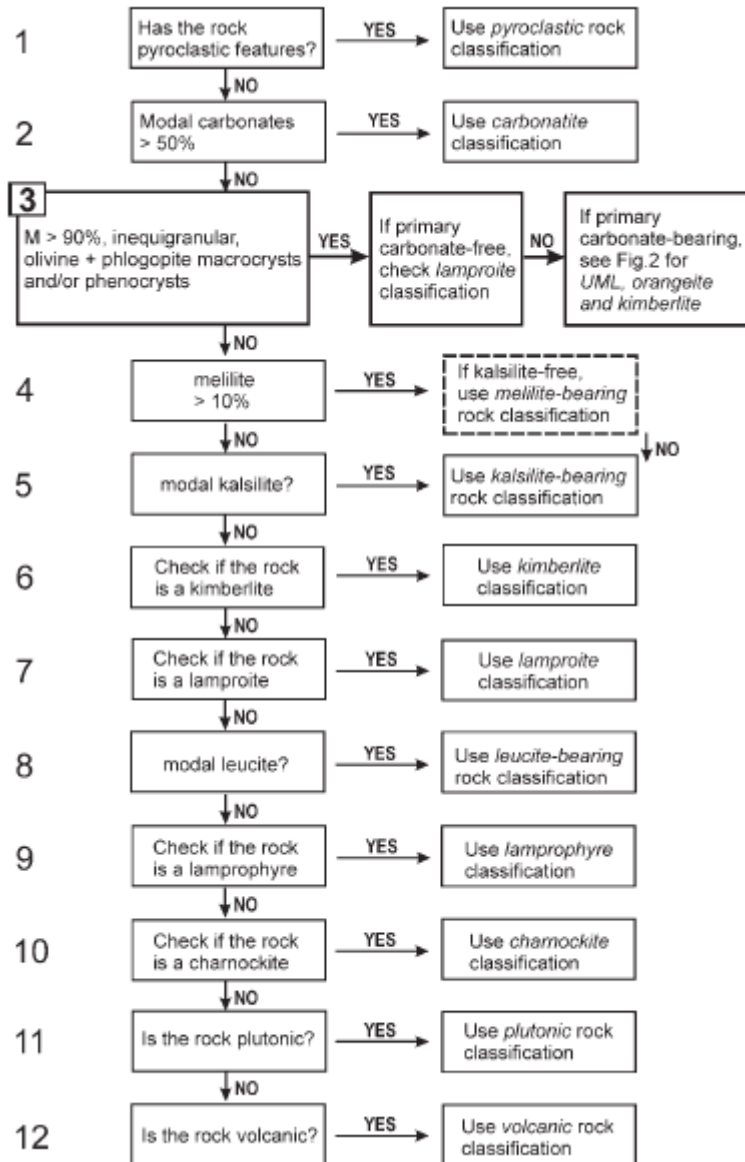 1
Has the rock
pyroclastic features?
YES
Use pyroclastic rock
classification
NO
2
Modal carbonates
> 50%
YES
Use carbonatite
classification
NO
3
M > 90%, inequigranular,
olivine + phlogopite macrocrysts
and/or phenocrysts
YES
If primary
carbonate-free,
check lamproite
classification
NO
If primary
carbonate-bearing,
see Fig.2 for
UML, orangeite
and kimberlite
NO
4
melilite
> 10%
YES
If kalsilite-free,
use melilite-bearing
rock classification
NO
NO
5
modal kalsilite?
YES
Use kalsilite-bearing
rock classification
NO
6
Check if the rock
is a kimberlite
YES
Use kimberlite
classification
NO
7
Check if the rock
is a lamproite
YES
Use lamproite
classification
NO
8
modal leucite?
YES
Use leucite-bearing
rock classification
NO
9
Check if the rock
is a lamprophyre
YES
Use lamprophyre
classification
NO
10
Check if the rock
is a charnockite
YES
Use charnockite
classification
NO
11
Is the rock plutonic?
YES
Use plutonic rock
classification
NO
12
Is the rock volcanic?
YES
Use volcanic rock
classification